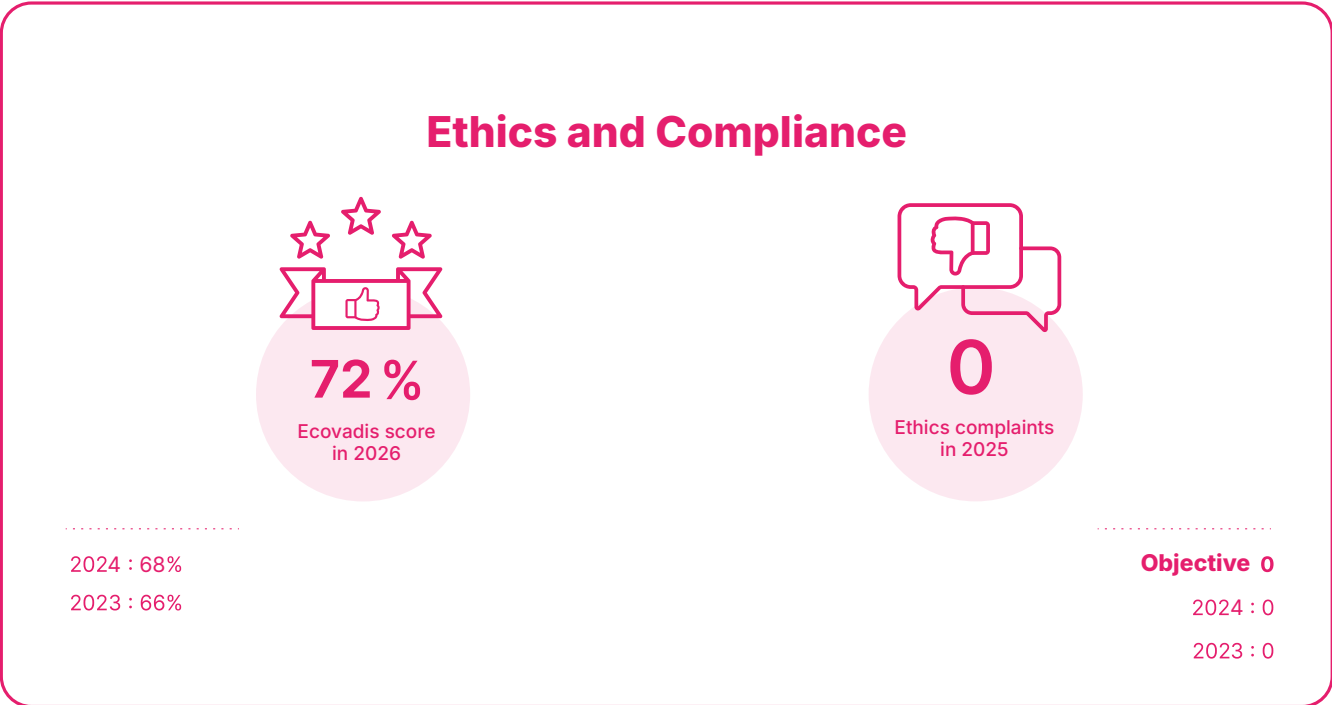 Ethics and Compliance
72 %
Ecovadis score
in 2026
2024 : 68%
2023 : 66%
0
Ethics complaints
in 2025
Objective 0
2024 : 0
2023 : 0